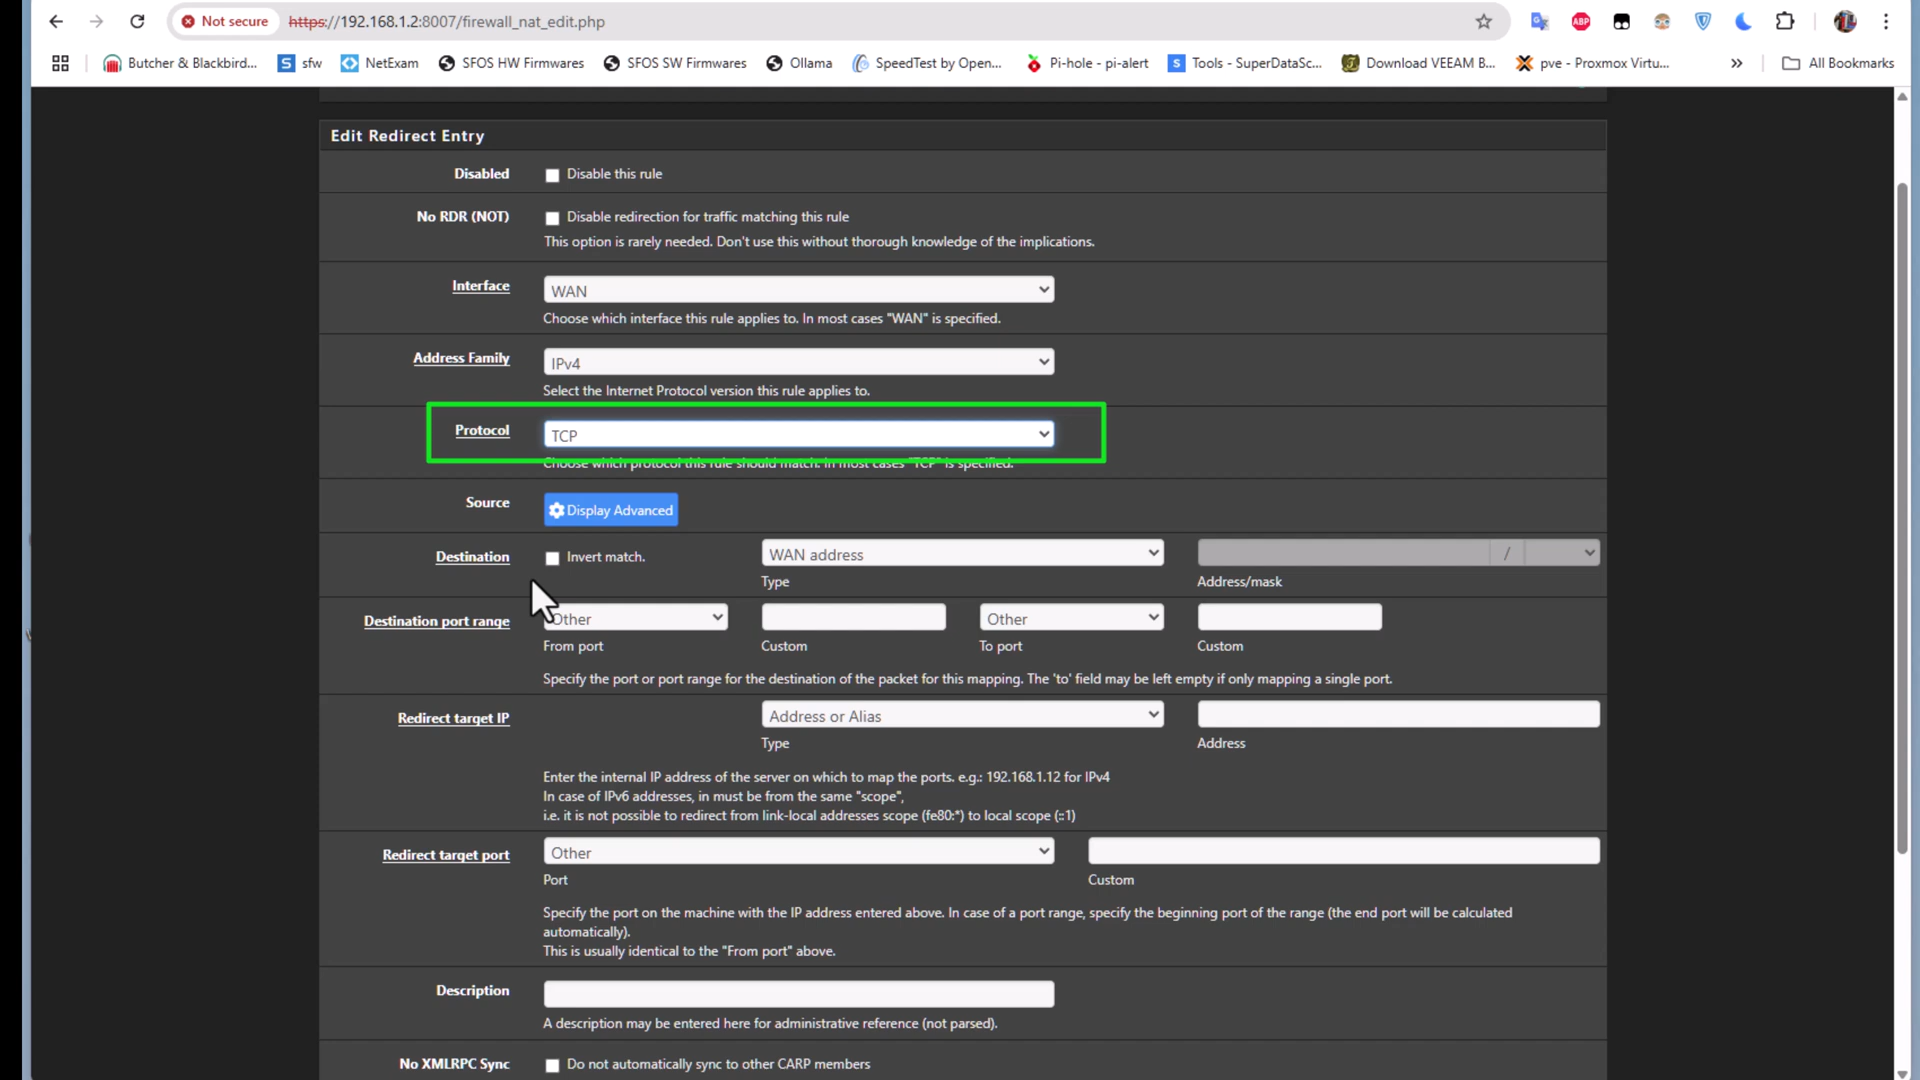 Not secure
https://192.168.1.2:8007/firewall_nat_edit.php
ABP
Butcher & Blackbird...
S sfw
NetExam
SFOS HW Firmwares
SFOS SW Firmwares
Ollama
SpeedTest by Open...
Pi-hole - pi-alert
S Tools - SuperDataSc...
Download VEEAM B...
pve - Proxmox Virtu...
All Bookmarks
Edit Redirect Entry
Disabled
Disable this rule
No RDR (NOT)
Disable redirection for traffic matching this rule
This option is rarely needed. Don't use this without thorough knowledge of the implications.
Interface
WAN
Choose which interface this rule applies to. In most cases "WAN" is specified.
Address Family
IPv4
Select the Internet Protocol version this rule applies to.
Protocol
TCP
Choose which protocol this rule should match. In most cases "TCP" is specified.
Source
Display Advanced
Destination
Invert match.
WAN address
/
Type
Address/mask
Destination port range
Other
Other
From port
Custom
To port
Custom
Specify the port or port range for the destination of the packet for this mapping. The 'to' field may be left empty if only mapping a single port.
Redirect target IP
Address or Alias
Type
Address
Enter the internal IP address of the server on which to map the ports. e.g.: 192.168.1.12 for IPv4
In case of IPv6 addresses, in must be from the same "scope",
i.e. it is not possible to redirect from link-local addresses scope (fe80:*) to local scope (::1)
Redirect target port
Other
Port
Custom
Specify the port on the machine with the IP address entered above. In case of a port range, specify the beginning port of the range (the end port will be calculated
automatically).
This is usually identical to the "From port" above.
Description
A description may be entered here for administrative reference (not parsed).
No XMLRPC Sync
Do not automatically sync to other CARP members